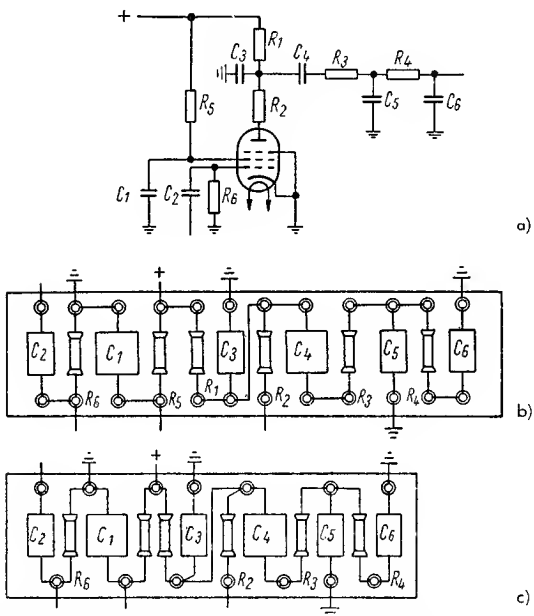 +
R1
C3 C4 R3 R4
R5 R2 C5 C6
C1 C2 R6
a)
+
C2 C1 C3 C4 C5 C6
R6 R5 R1 R2 R3 R4
b)
+
C2 C1 C3 C4 C5 C6
R6 R2 R3 R4
c)